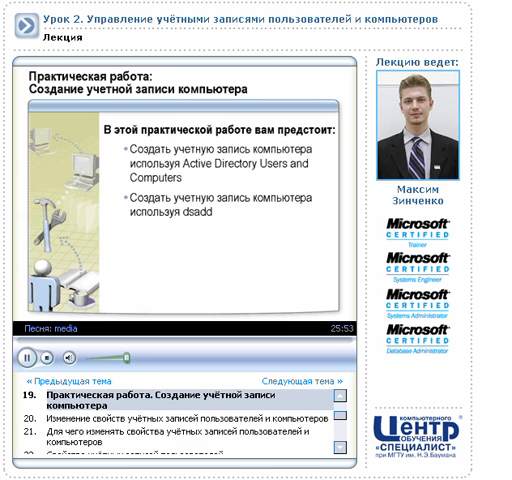 Урок 2. Управление учётными записями пользователей и компьютеров
Лекция
Лекцию ведет:
Практическая работа:
Создание учетной записи компьютера
В этой практической работе вам предстоит:
Создать учетную запись компьютера
используя Active Directory Users and
Computers
Создать учетную запись компьютера
используя dsadd
Максим
Зинченко
Microsoft
CERTIFIED
Trainer
Microsoft
CERTIFIED
Systems Engineer
Microsoft
CERTIFIED
Systems Administrator
Microsoft
CERTIFIED
Database Administrator
Песня: media 25:53
« Предыдущая тема Следующая тема »
19. Практическая работа. Создание учётной записи
компьютера
20. Изменение свойств учётных записей пользователей и компьютеров
21. Для чего изменять свойства учётных записей пользователей и
компьютеров
компьютерного
Центр
ОБУЧЕНИЯ
«СПЕЦИАЛИСТ»
при МГТУ им. Н.Э.Баумана